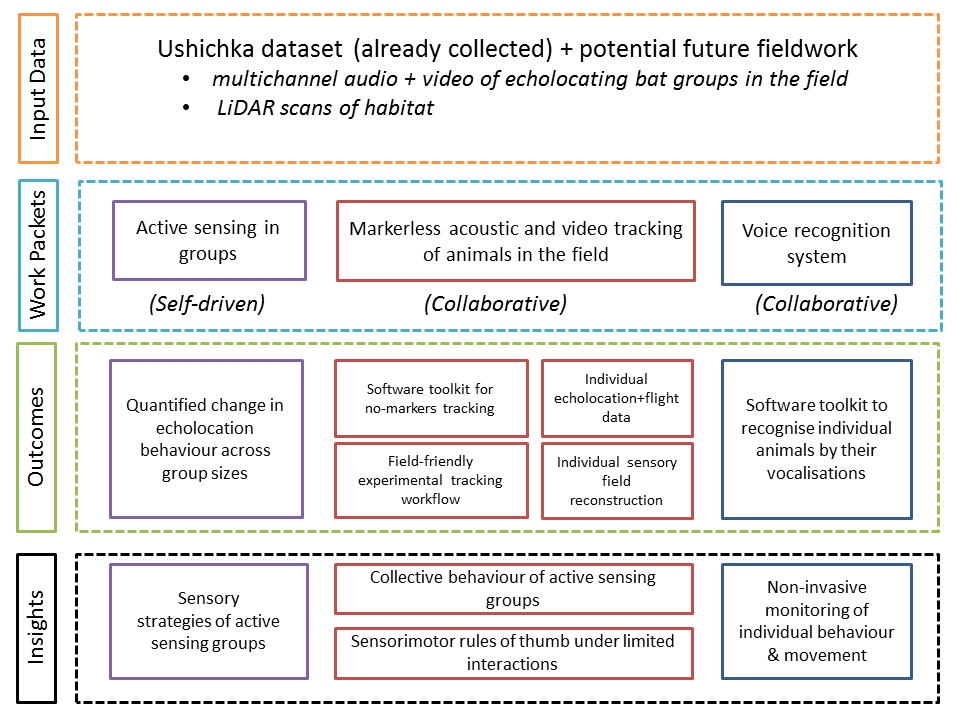 Input Data
Ushichka dataset (already collected) + potential future fieldwork
• multichannel audio + video of echolocating bat groups in the field
• LiDAR scans of habitat
Work Packets
Active sensing in
groups
(Self-driven)
Markerless acoustic and video tracking
of animals in the field
(Collaborative)
Voice recognition
system
(Collaborative)
Outcomes
Quantified change in
echolocation
behaviour across
group sizes
Software toolkit for
no-markers tracking
Individual
echolocation+flight
data
Field-friendly
experimental tracking
workflow
Individual sensory
field
reconstruction
Software toolkit to
recognise individual
animals by their
vocalisations
Insights
Sensory
strategies of active
sensing groups
Collective behaviour of active sensing
groups
Sensorimotor rules of thumb under limited
interactions
Non-invasive
monitoring of
individual behaviour
& movement